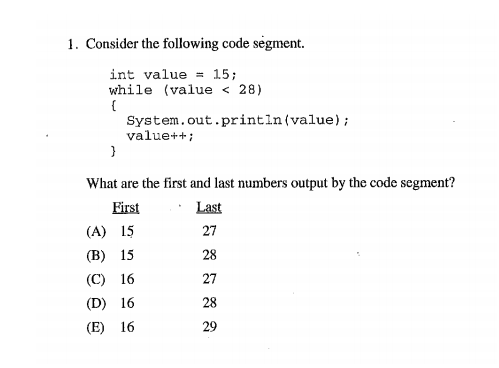 1. Consider the following code segment.
int value = 15;
while (value < 28)
{
System.out.println(value);
value++;
}
What are the first and last numbers output by the code segment?
First Last
(A) 15 27
(B) 15 28
(C) 16 27
(D) 16 28
(E) 16 29